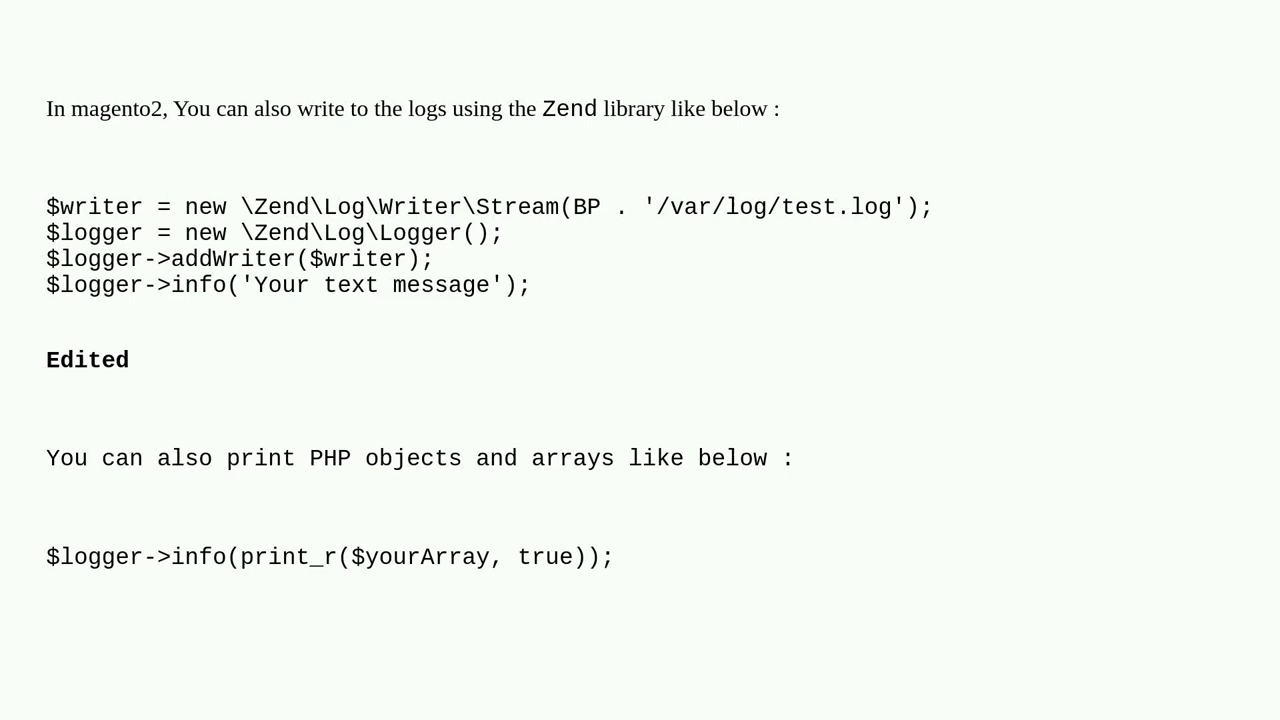 In magento2, You can also write to the logs using the Zend library like below :
$writer = new \Zend\Log\Writer\Stream(BP . '/var/log/test.log');
$logger = new \Zend\Log\Logger();
$logger->addWriter($writer);
$logger->info('Your text message');
Edited
You can also print PHP objects and arrays like below :
$logger->info(print_r($yourArray, true));